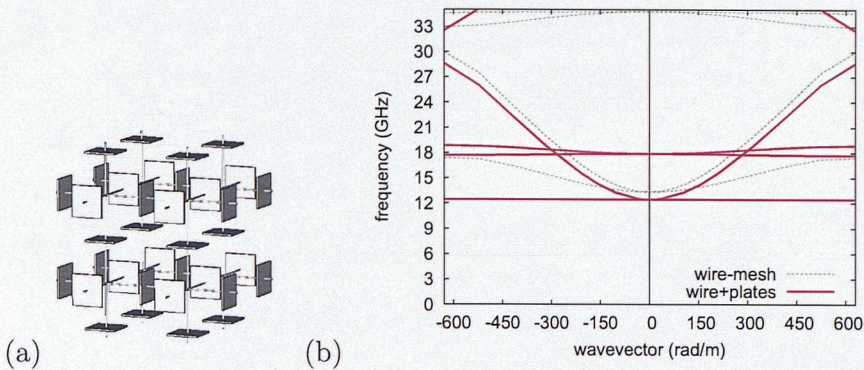 (a)
(b)
frequency (GHz)
33
30
27
24
21
18
15
12
9
6
3
0
wire-mesh
wire+plates
-600 -450 -300 -150 0 150 300 450 600
wavevector (rad/m)